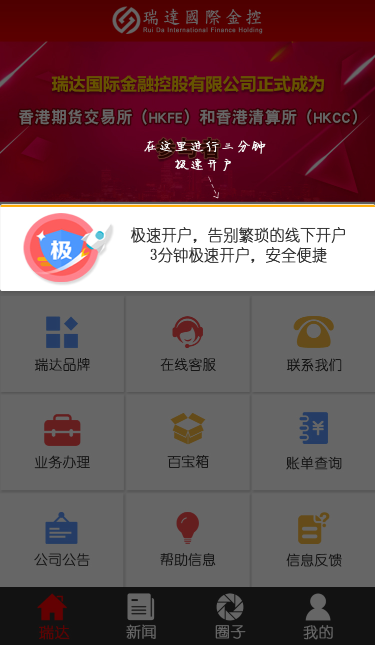 瑞達國際金控
Rui Da International Finance Holding
瑞达国际金融控股有限公司正式成为
香港期货交易所（HKFE）和香港清算所（HKCC）
参与者
在这里进行三分钟
极速开户
极
极速开户，告别繁琐的线下开户
3分钟极速开户，安全便捷
瑞达品牌
在线客服
联系我们
业务办理
百宝箱
账单查询
公司公告
帮助信息
信息反馈
瑞达
新闻
圈子
我的